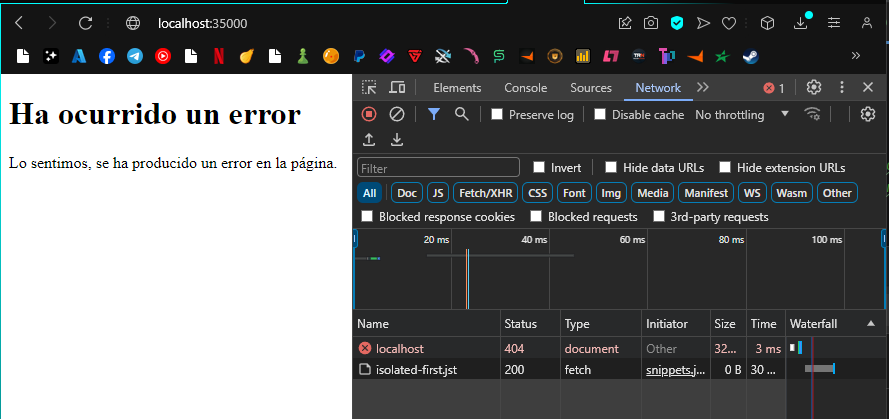 localhost:35000
Elements Console Sources Network 1
Preserve log Disable cache No throttling
Ha ocurrido un error
Lo sentimos, se ha producido un error en la página.
Filter Invert Hide data URLs Hide extension URLs
All Doc JS Fetch/XHR CSS Font Img Media Manifest WS Wasm Other
Blocked response cookies Blocked requests 3rd-party requests
20 ms 40 ms 60 ms 80 ms 100 ms
Name Status Type Initiator Size Time Waterfall
localhost 404 document Other 32... 3 ms
isolated-first.jst 200 fetch snippets.j... 0 B 30 ...